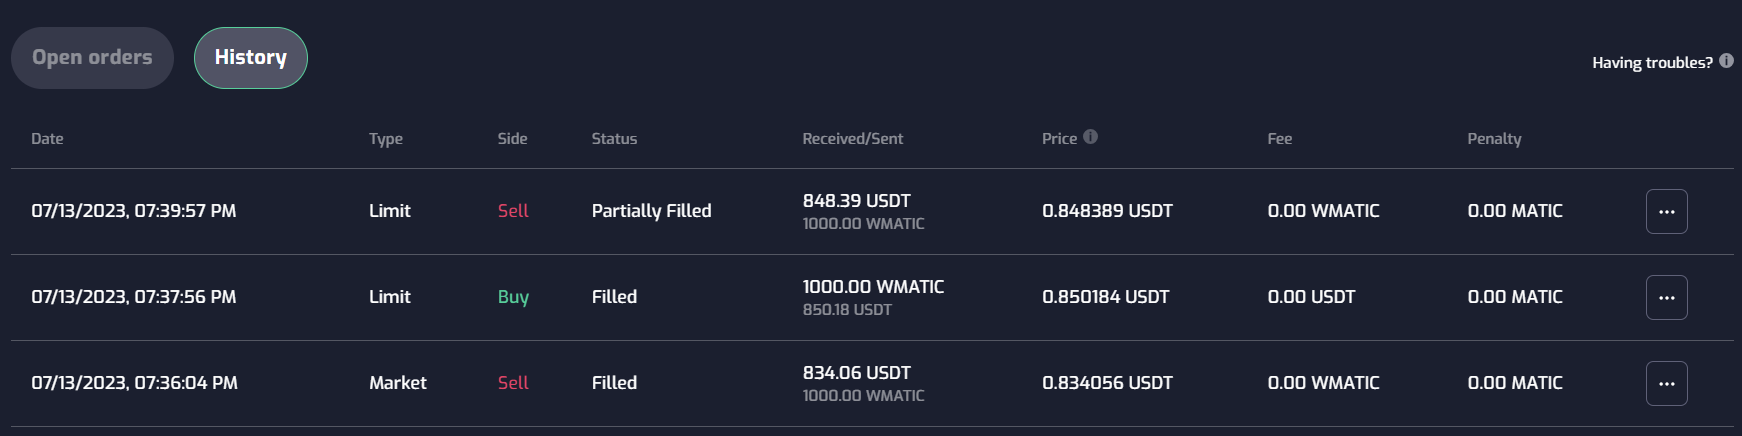 Open orders History
Having troubles?
Date Type Side Status Received/Sent Price Fee Penalty
07/13/2023, 07:39:57 PM Limit Sell Partially Filled 848.39 USDT 0.848389 USDT 0.00 WMATIC 0.00 MATIC
1000.00 WMATIC
07/13/2023, 07:37:56 PM Limit Buy Filled 1000.00 WMATIC 0.850184 USDT 0.00 USDT 0.00 MATIC
850.18 USDT
07/13/2023, 07:36:04 PM Market Sell Filled 834.06 USDT 0.834056 USDT 0.00 WMATIC 0.00 MATIC
1000.00 WMATIC